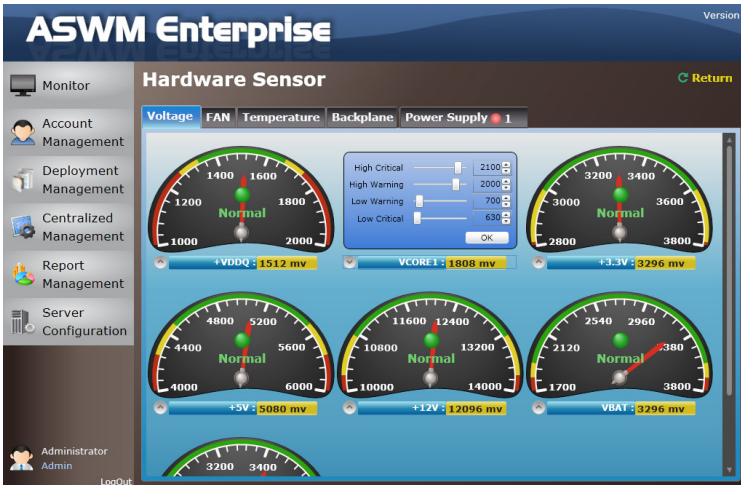 ASWM Enterprise
Version
Monitor
Account
Management
Deployment
Management
Centralized
Management
Report
Management
Server
Configuration
Administrator
Admin
LogOut
Hardware Sensor
Return
Voltage FAN Temperature Backplane Power Supply 1
1000 1200 1400 1600 1800 2000
Normal
+VDDQ : 1512 mv
High Critical 2100
High Warning 2000
Low Warning 700
Low Critical 630
OK
VCORE1 : 1808 mv
2800 3000 3200 3400 3600 3800
Normal
+3.3V : 3296 mv
4000 4400 4800 5200 5600 6000
Normal
+5V : 5080 mv
10000 10800 11600 12400 13200 14000
Normal
+12V : 12096 mv
1700 2120 2540 2960 3380 3800
Normal
VBAT : 3296 mv
3200 3400